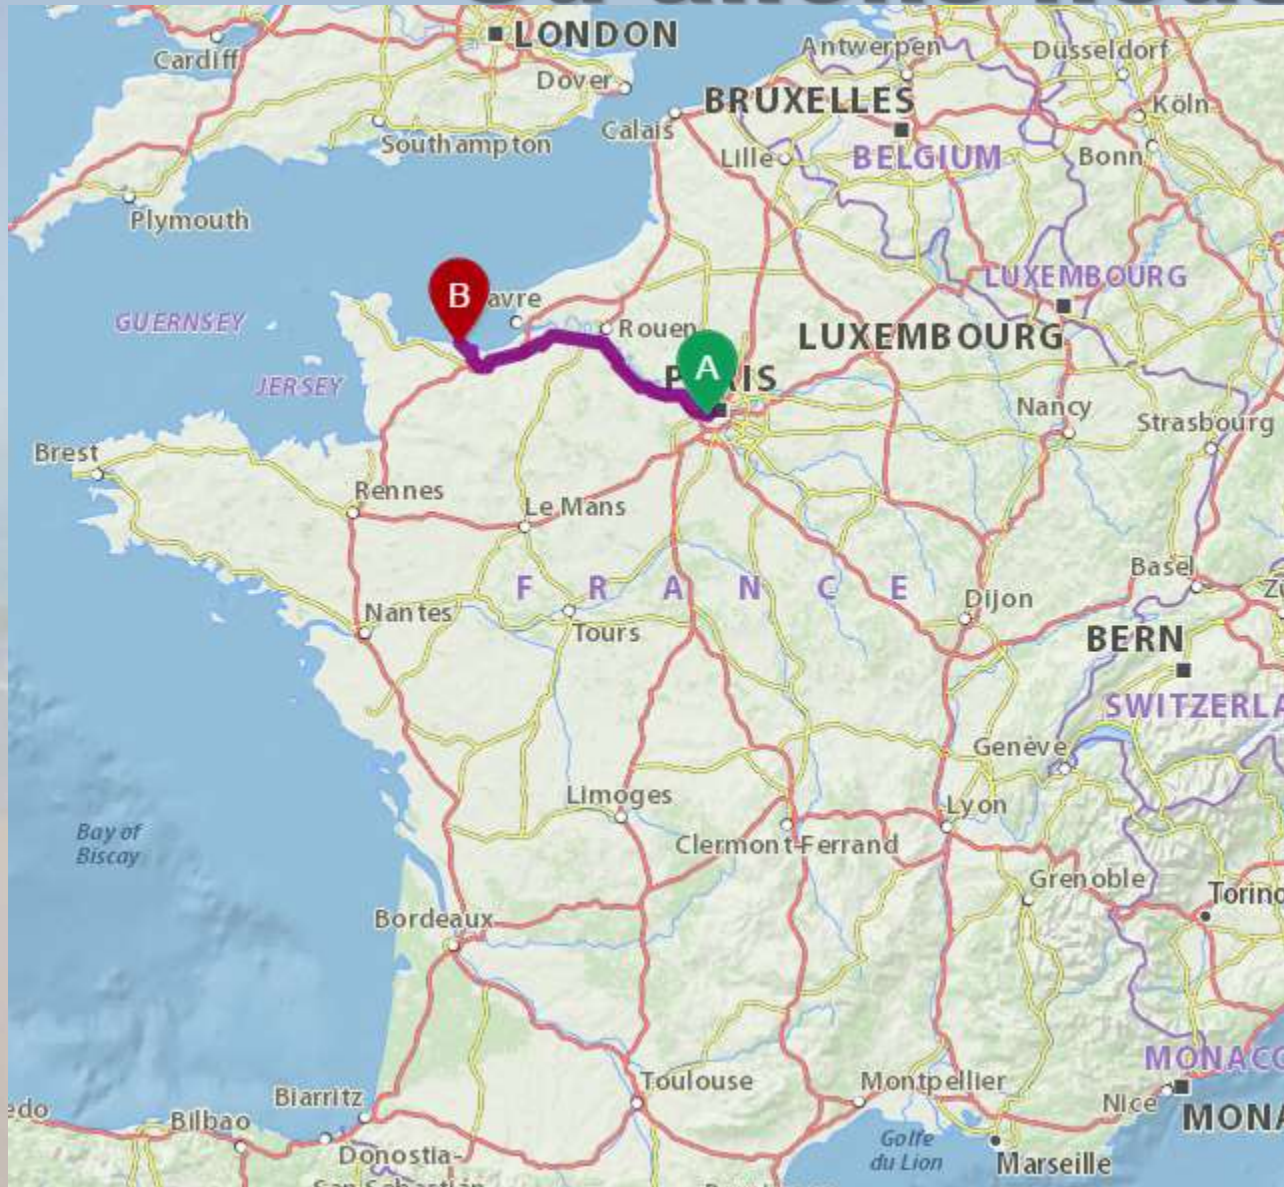 LONDON
Cardiff
Dover
Antwerpen
Dusseldorf
BRUXELLES
Köln
Southampton
Calais
Lille
BELGIUM
Bonn
Plymouth
LUXEMBOURG
B
avre
GUERNSEY
Rouen
LUXEMBOURG
A
JERSEY
Nancy
Strasbourg
Brest
Rennes
Le Mans
FRANCE
Basel
Dijon
Nantes
Tours
BERN
SWITZERLA
Genève
Limoges
Lyon
Bay of
Biscay
Clermont-Ferrand
Grenoble
Torino
Bordeaux
MONACO
Toulouse
Montpellier
Biarritz
Nice
MONA
edo
Bilbao
Golfe
du Lion
Donostia-
Marseille